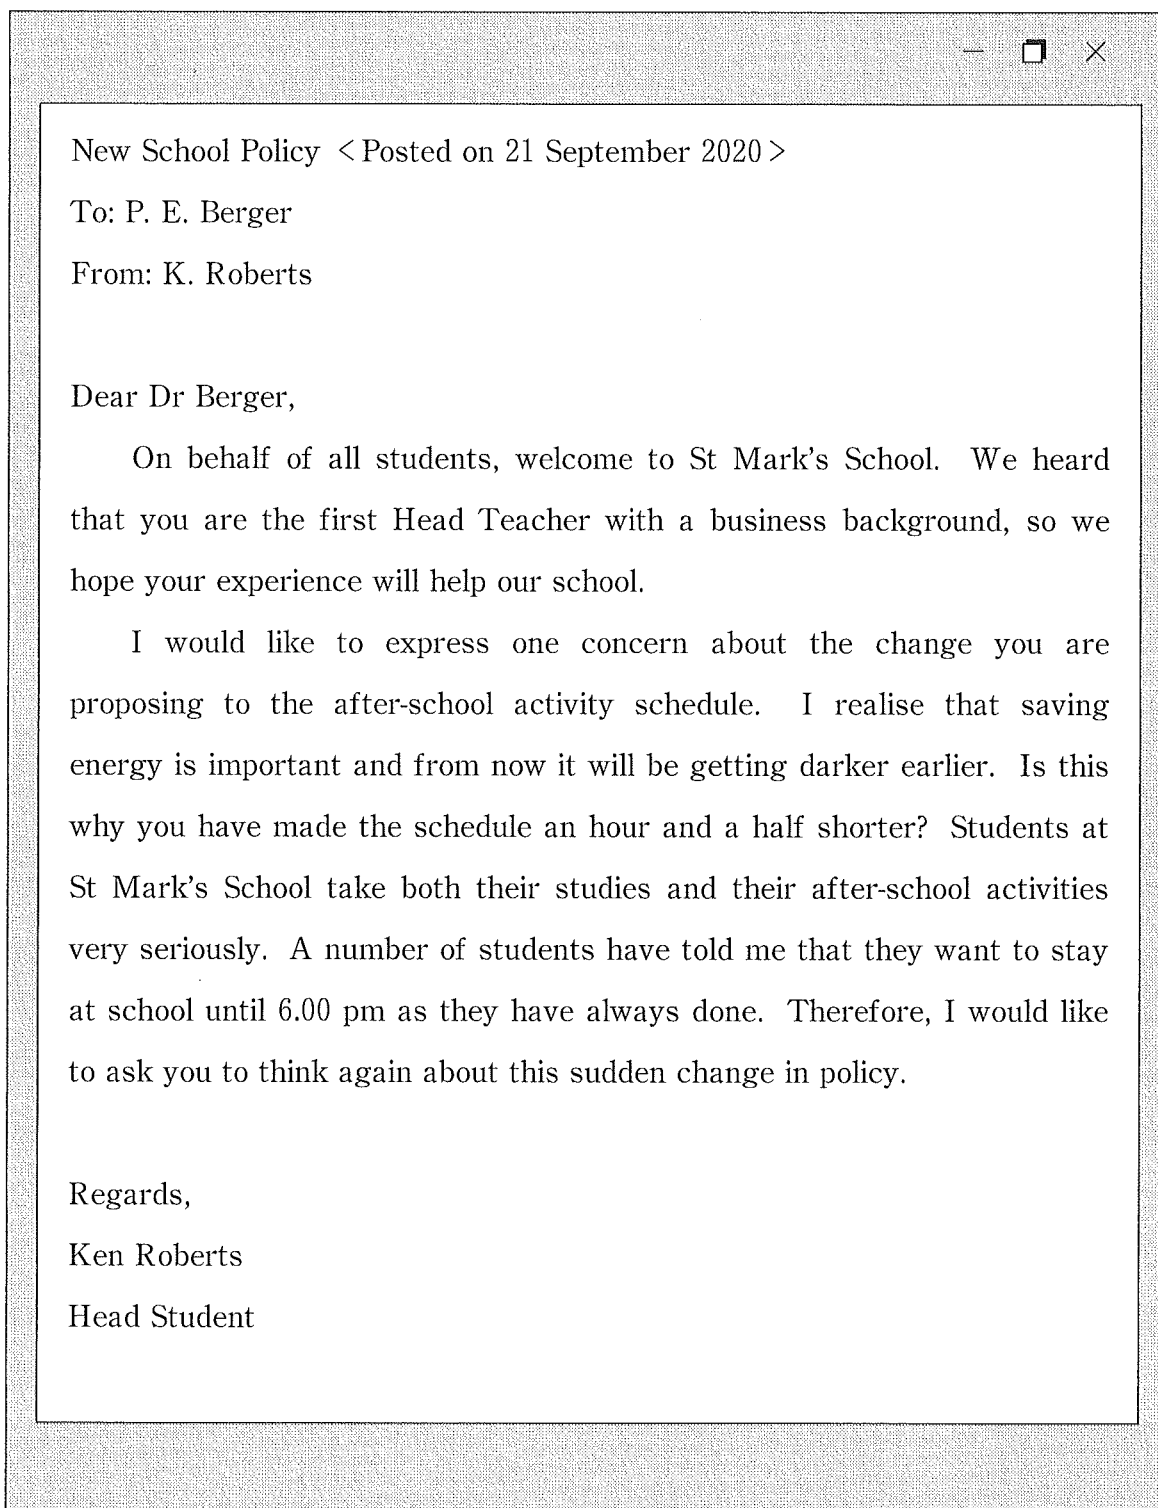 New School Policy <Posted on 21 September 2020>
To: P. E. Berger
From: K. Roberts
Dear Dr Berger,
On behalf of all students, welcome to St Mark's School. We heard
that you are the first Head Teacher with a business background, so we
hope your experience will help our school.
I would like to express one concern about the change you are
proposing to the after-school activity schedule. I realise that saving
energy is important and from now it will be getting darker earlier. Is this
why you have made the schedule an hour and a half shorter? Students at
St Mark's School take both their studies and their after-school activities
very seriously. A number of students have told me that they want to stay
at school until 6.00 pm as they have always done. Therefore, I would like
to ask you to think again about this sudden change in policy.
Regards,
Ken Roberts
Head Student